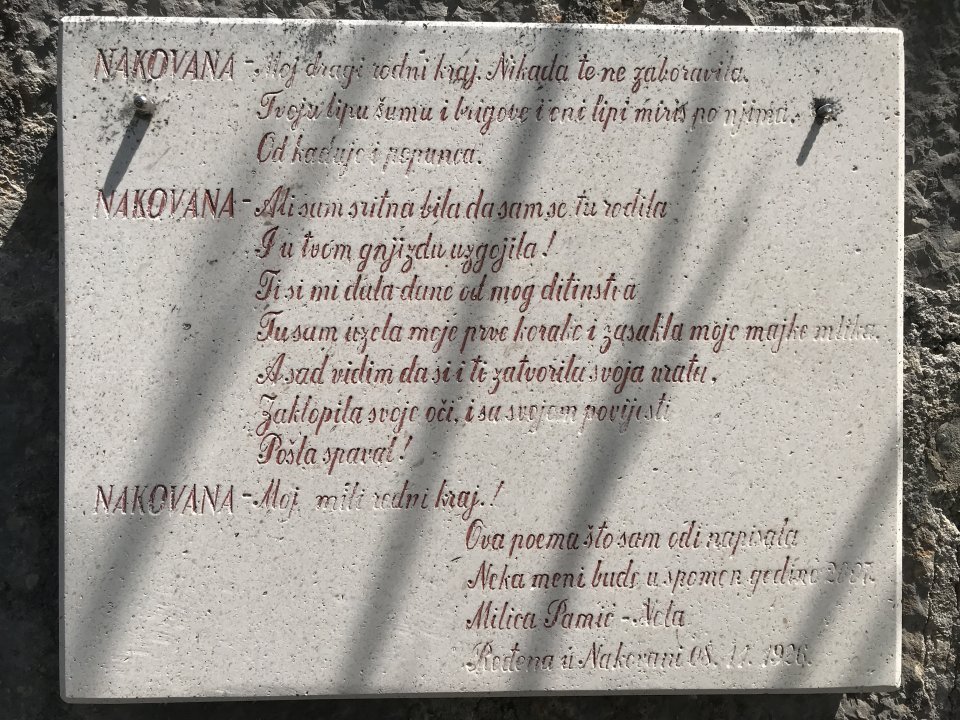 NAKOVANA - Moj dragi rodni kraj. Nikada te ne zaboravila.
Tvoju lipu šumu i brigove i oni lipi miris po njima.
Od kaduje i pepunca.
NAKOVANA - Ali sam sritna bila da sam se tu rodila
I u tvom gnjizdu uzgojila!
Ti si mi dala dane od mog ditinstva
Tu sam uzela moje prve korake i zasakla moje majke mlika.
A sad vidim da si i te zatvorila svoja vrata,
Zaklopila svoje oči, i sa svojom povijesti
Pošla spavat!
NAKOVANA - Moj mili rodni kraj!
Ova poema što sam odi napisala
Neka meni bude u spomen godine 2007.
Milica Pamić - Nela
Rođena u Nakovani 08. 11. 1926.